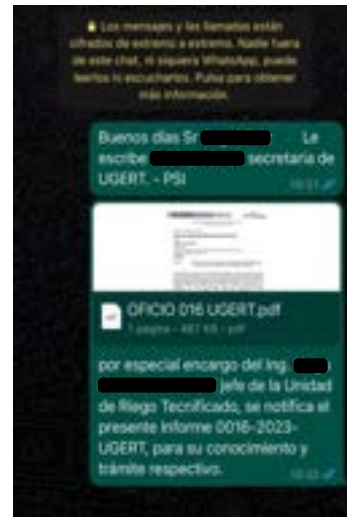 🔒 Los mensajes y las llamadas están
cifrados de extremo a extremo. Nadie fuera
de este chat, ni siquiera WhatsApp, puede
leerlos ni escucharlos. Pulsa para obtener
más información.
Buenos días Sr. Le
escribe secretaria de
UGERT. - PSI
OFICIO 016 UGERT.pdf
1 página • 487 KB • pdf
por especial encargo del Ing.
jefe de la Unidad
de Riego Tecnificado, se notifica el
presente Informe 0016-2023-
UGERT, para su conocimiento y
trámite respectivo.